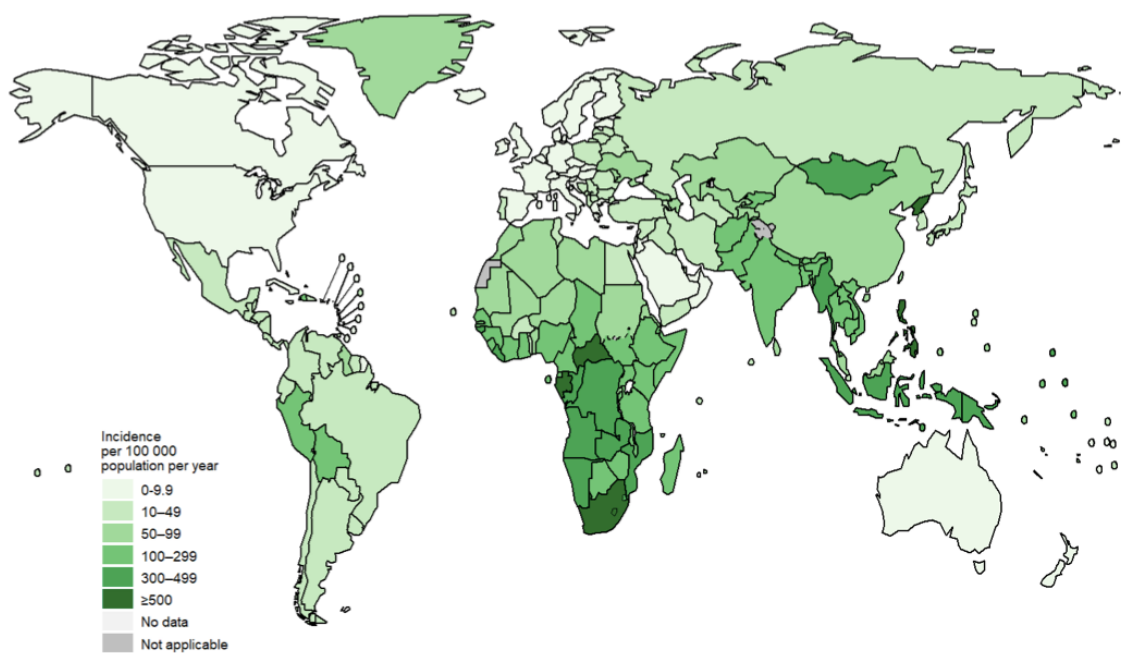 Incidence
per 100 000
population per year
0-9.9
10–49
50–99
100–299
300–499
≥500
No data
Not applicable